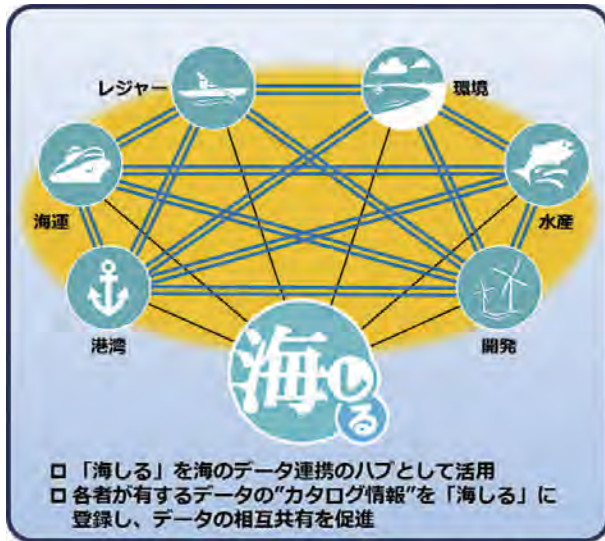 レジャー
環境
海運
水産
港湾
開発
海しる
□ 「海しる」を海のデータ連携のハブとして活用
□ 各者が有するデータの”カタログ情報”を「海しる」に
登録し、データの相互共有を促進